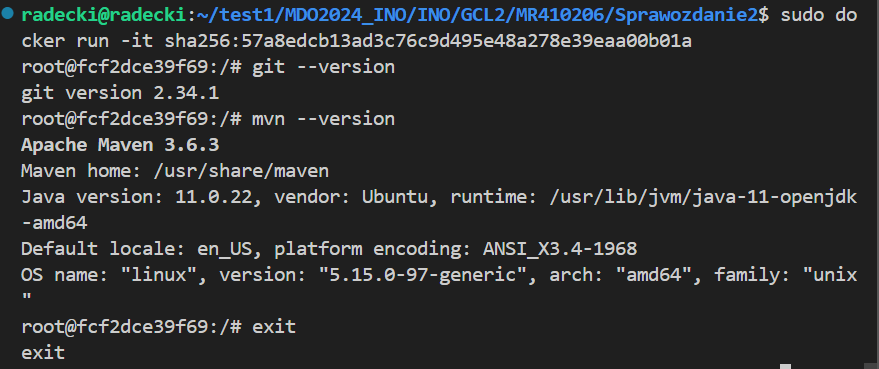 radecki@radecki:~/test1/MDO2024_INO/INO/GCL2/MR410206/Sprawozdanie2$ sudo do
cker run -it sha256:57a8edcb13ad3c76c9d495e48a278e39eaa00b01a
root@fcf2dce39f69:/# git --version
git version 2.34.1
root@fcf2dce39f69:/# mvn --version
Apache Maven 3.6.3
Maven home: /usr/share/maven
Java version: 11.0.22, vendor: Ubuntu, runtime: /usr/lib/jvm/java-11-openjdk
-amd64
Default locale: en_US, platform encoding: ANSI_X3.4-1968
OS name: "linux", version: "5.15.0-97-generic", arch: "amd64", family: "unix
"
root@fcf2dce39f69:/# exit
exit